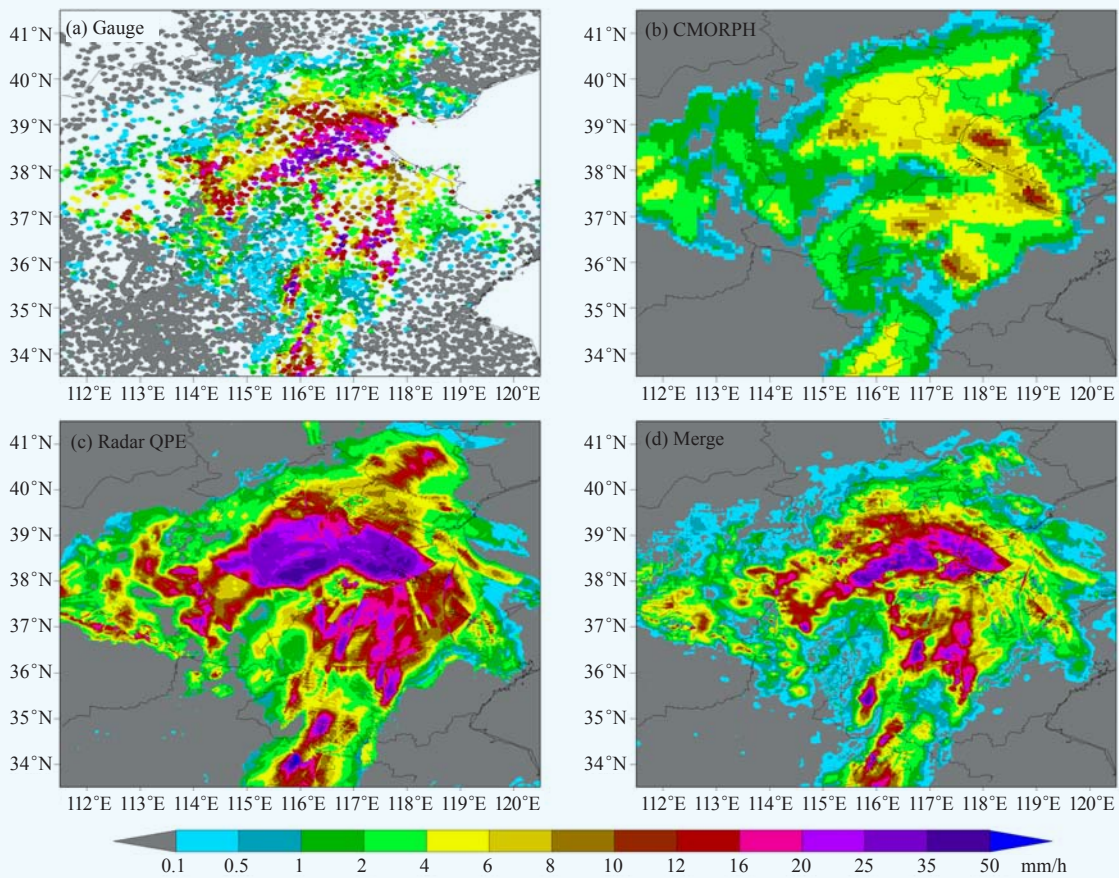 (a) Gauge
41°N
40°N
39°N
38°N
37°N
36°N
35°N
34°N
112°E 113°E 114°E 115°E 116°E 117°E 118°E 119°E 120°E
(b) CMORPH
41°N
40°N
39°N
38°N
37°N
36°N
35°N
34°N
112°E 113°E 114°E 115°E 116°E 117°E 118°E 119°E 120°E
(c) Radar QPE
41°N
40°N
39°N
38°N
37°N
36°N
35°N
34°N
112°E 113°E 114°E 115°E 116°E 117°E 118°E 119°E 120°E
(d) Merge
41°N
40°N
39°N
38°N
37°N
36°N
35°N
34°N
112°E 113°E 114°E 115°E 116°E 117°E 118°E 119°E 120°E
0.1 0.5 1 2 4 6 8 10 12 16 20 25 35 50 mm/h